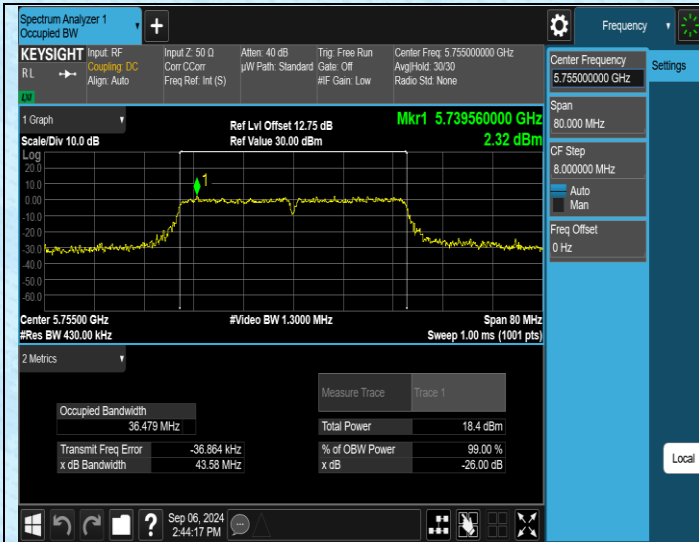 Spectrum Analyzer 1
Occupied BW
+
Frequency
KEYSIGHT
RL
LU
Input: RF
Coupling: DC
Align: Auto
Input Z: 50 Ω
Corr CCorr
Freq Ref: Int (S)
Atten: 40 dB
µW Path: Standard
Trig: Free Run
Gate: Off
#IF Gain: Low
Center Freq: 5.755000000 GHz
Avg|Hold: 30/30
Radio Std: None
Center Frequency
5.755000000 GHz
Settings
Span
80.000 MHz
CF Step
8.000000 MHz
Auto
Man
Freq Offset
0 Hz
Local
1 Graph
Scale/Div 10.0 dB
Ref Lvl Offset 12.75 dB
Ref Value 30.00 dBm
Mkr1 5.739560000 GHz
2.32 dBm
Log
20.0
10.0
0.00
-10.0
-20.0
-30.0
-40.0
-50.0
-60.0
1
Center 5.75500 GHz
#Res BW 430.00 kHz
#Video BW 1.3000 MHz
Span 80 MHz
Sweep 1.00 ms (1001 pts)
2 Metrics
Measure Trace Trace 1
Occupied Bandwidth
36.479 MHz
Total Power 18.4 dBm
Transmit Freq Error -36.864 kHz
% of OBW Power 99.00 %
x dB Bandwidth 43.58 MHz
x dB -26.00 dB
?
Sep 06, 2024
2:44:17 PM